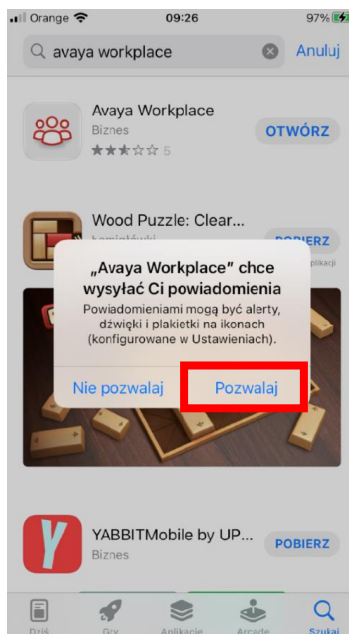 Orange 09:26 97%
avaya workplace Anuluj
Avaya Workplace
Biznes
OTWÓRZ
5
Wood Puzzle: Clear...
Łamigłówki
POBIERZ
„Avaya Workplace” chce
wysyłać Ci powiadomienia
Powiadomieniami mogą być alerty,
dźwięki i plakietki na ikonach
(konfigurowane w Ustawieniach).
Nie pozwalaj Pozwalaj
YABBITMobile by UP...
Biznes
POBIERZ
Dziś Gry Aplikacje Arcade Szukaj